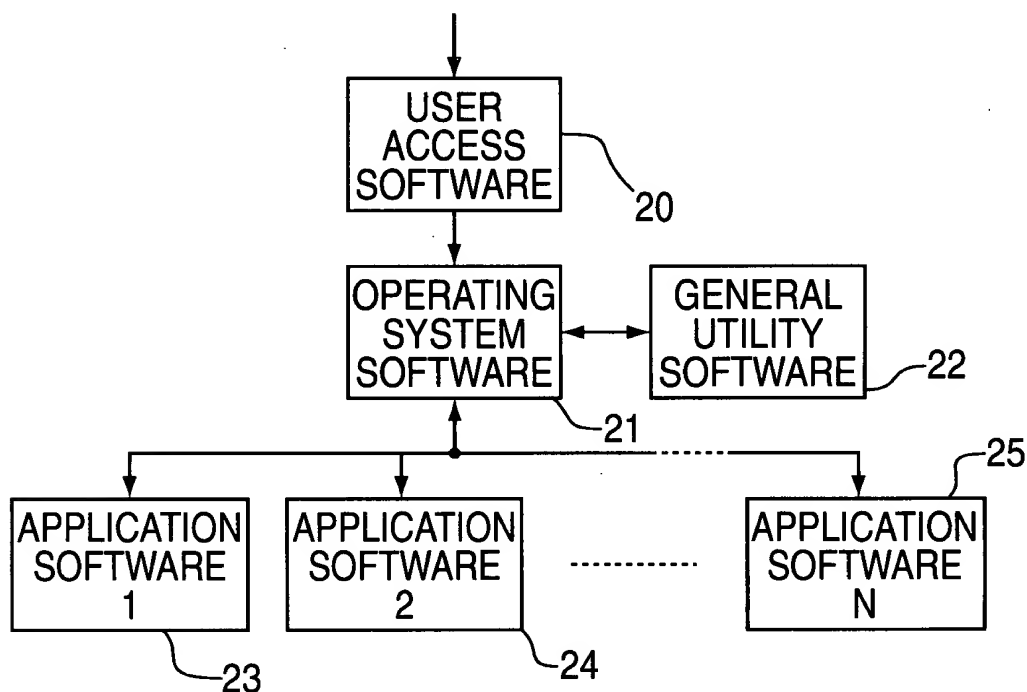 USER
ACCESS
SOFTWARE
20
OPERATING
SYSTEM
SOFTWARE
21
GENERAL
UTILITY
SOFTWARE
22
APPLICATION
SOFTWARE
1
23
APPLICATION
SOFTWARE
2
24
APPLICATION
SOFTWARE
N
25